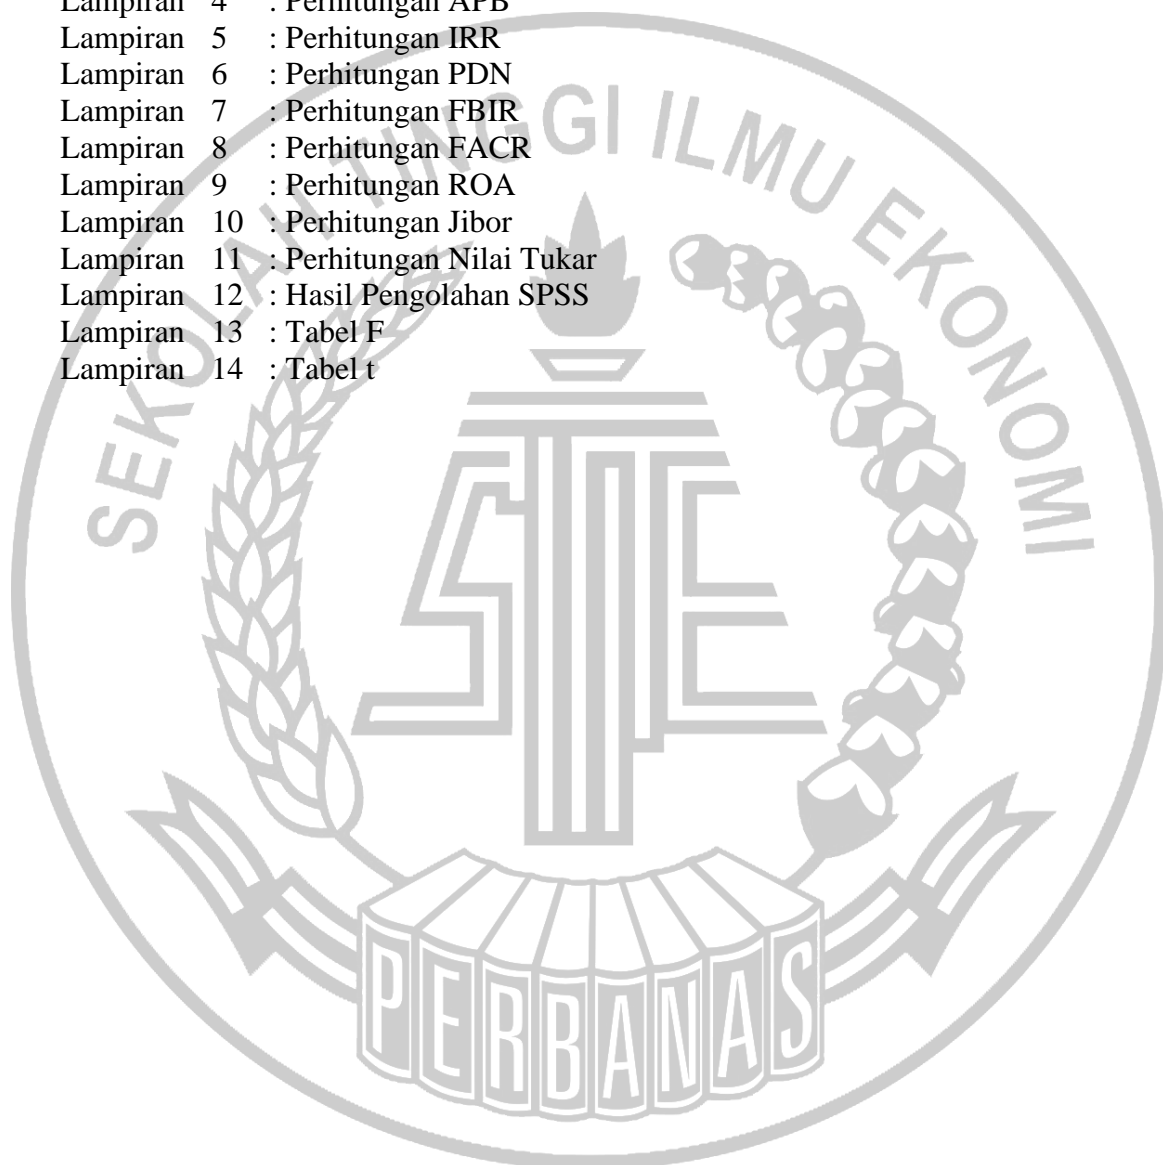 Lampiran 4 : Perhitungan APB
Lampiran 5 : Perhitungan IRR
Lampiran 6 : Perhitungan PDN
Lampiran 7 : Perhitungan FBIR
Lampiran 8 : Perhitungan FACR
Lampiran 9 : Perhitungan ROA
Lampiran 10 : Perhitungan Jibor
Lampiran 11 : Perhitungan Nilai Tukar
Lampiran 12 : Hasil Pengolahan SPSS
Lampiran 13 : Tabel F
Lampiran 14 : Tabel t
SEKOLAH TINGGI ILMU EKONOMI
STIE
PERBANAS